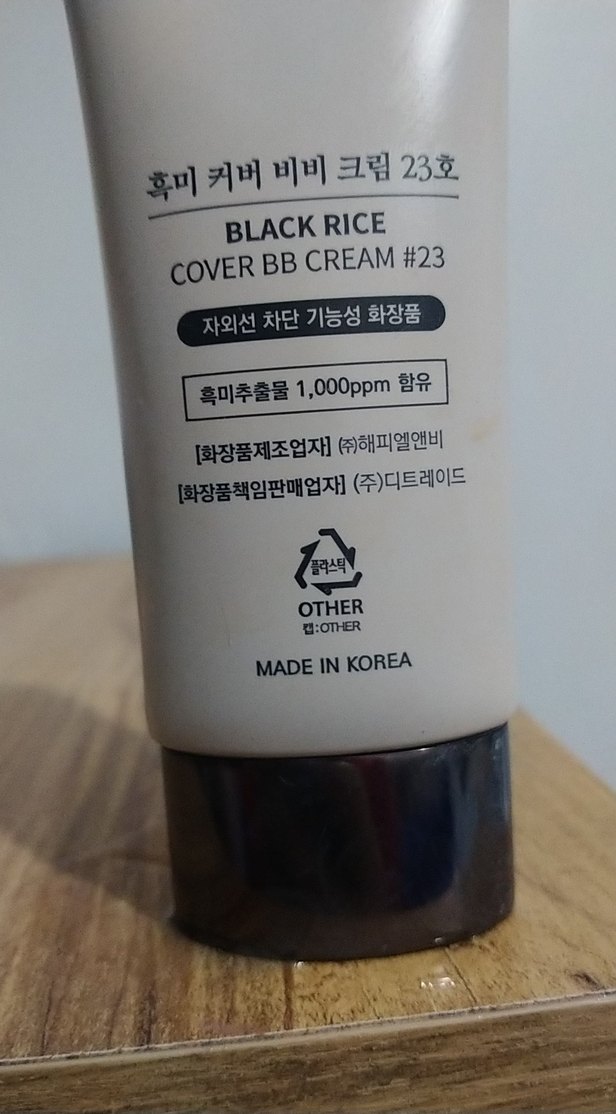 흑미 커버 비비 크림 23호
BLACK RICE
COVER BB CREAM #23
자외선 차단 기능성 화장품
흑미추출물 1,000ppm 함유
[화장품제조업자] ㈜해피엘앤비
[화장품책임판매업자] (주)디트레이드
플라스틱
OTHER
캡:OTHER
MADE IN KOREA